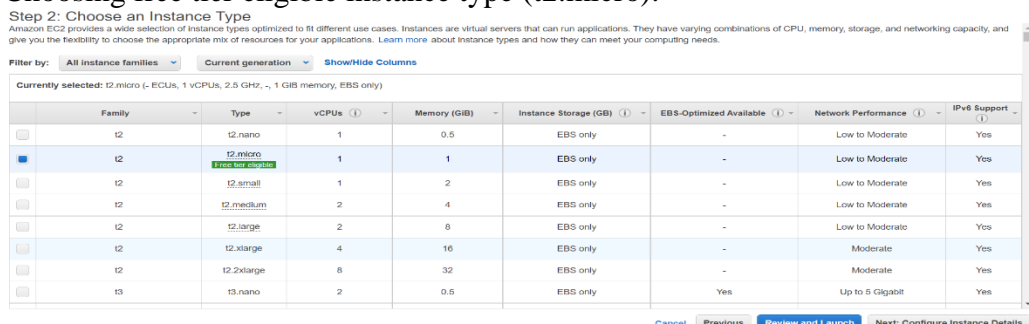 Choosing free tier eligible instance type (t2.micro).
Step 2: Choose an Instance Type
Amazon EC2 provides a wide selection of instance types optimized to fit different use cases. Instances are virtual servers that can run applications. They have varying combinations of CPU, memory, storage, and networking capacity, and
give you the flexibility to choose the appropriate mix of resources for your applications. Learn more about instance types and how they can meet your computing needs.
Filter by: All instance families Current generation Show/Hide Columns
Currently selected: t2.micro (- ECUs, 1 vCPUs, 2.5 GHz, -, 1 GiB memory, EBS only)
Family Type vCPUs Memory (GiB) Instance Storage (GB) EBS-Optimized Available Network Performance IPv6 Support
t2 t2.nano 1 0.5 EBS only - Low to Moderate Yes
t2 t2.micro 1 1 EBS only - Low to Moderate Yes
Free tier eligible
t2 t2.small 1 2 EBS only - Low to Moderate Yes
t2 t2.medium 2 4 EBS only - Low to Moderate Yes
t2 t2.large 2 8 EBS only - Low to Moderate Yes
t2 t2.xlarge 4 16 EBS only - Moderate Yes
t2 t2.2xlarge 8 32 EBS only - Moderate Yes
t3 t3.nano 2 0.5 EBS only Yes Up to 5 Gigabit Yes
Cancel Previous Review and Launch Next: Configure Instance Details